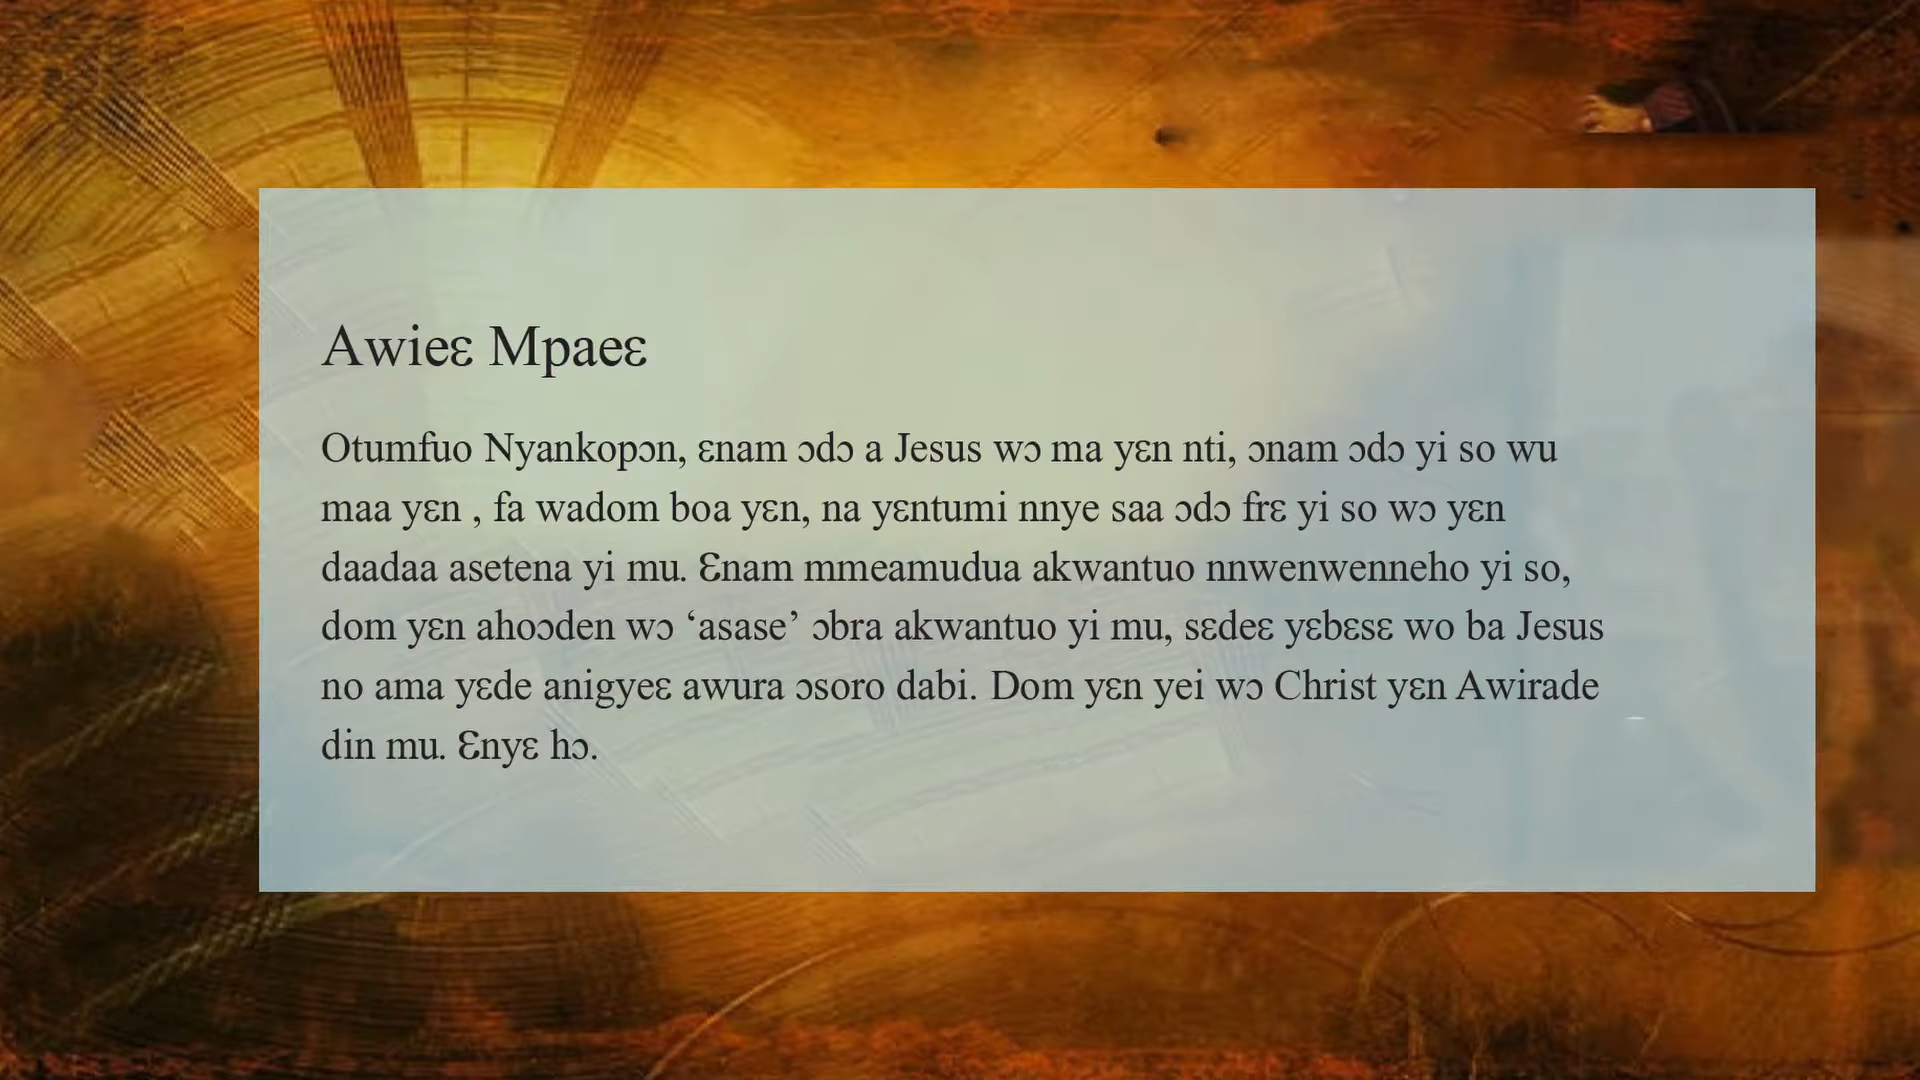 Awieɛ Mpaeɛ
Otumfuo Nyankopɔn, ɛnam ɔdɔ a Jesus wɔ ma yɛn nti, ɔnam ɔdɔ yi so wu
maa yɛn , fa wadom boa yɛn, na yɛntumi nnye saa ɔdɔ frɛ yi so wɔ yɛn
daadaa asetena yi mu. Ɛnam mmeamudua akwantuo nnwenwenneho yi so,
dom yɛn ahoɔden wɔ ‘asase’ ɔbra akwantuo yi mu, sɛdeɛ yɛbɛsɛ wo ba Jesus
no ama yɛde anigyeɛ awura ɔsoro dabi. Dom yɛn yei wɔ Christ yɛn Awirade
din mu. Ɛnyɛ hɔ.